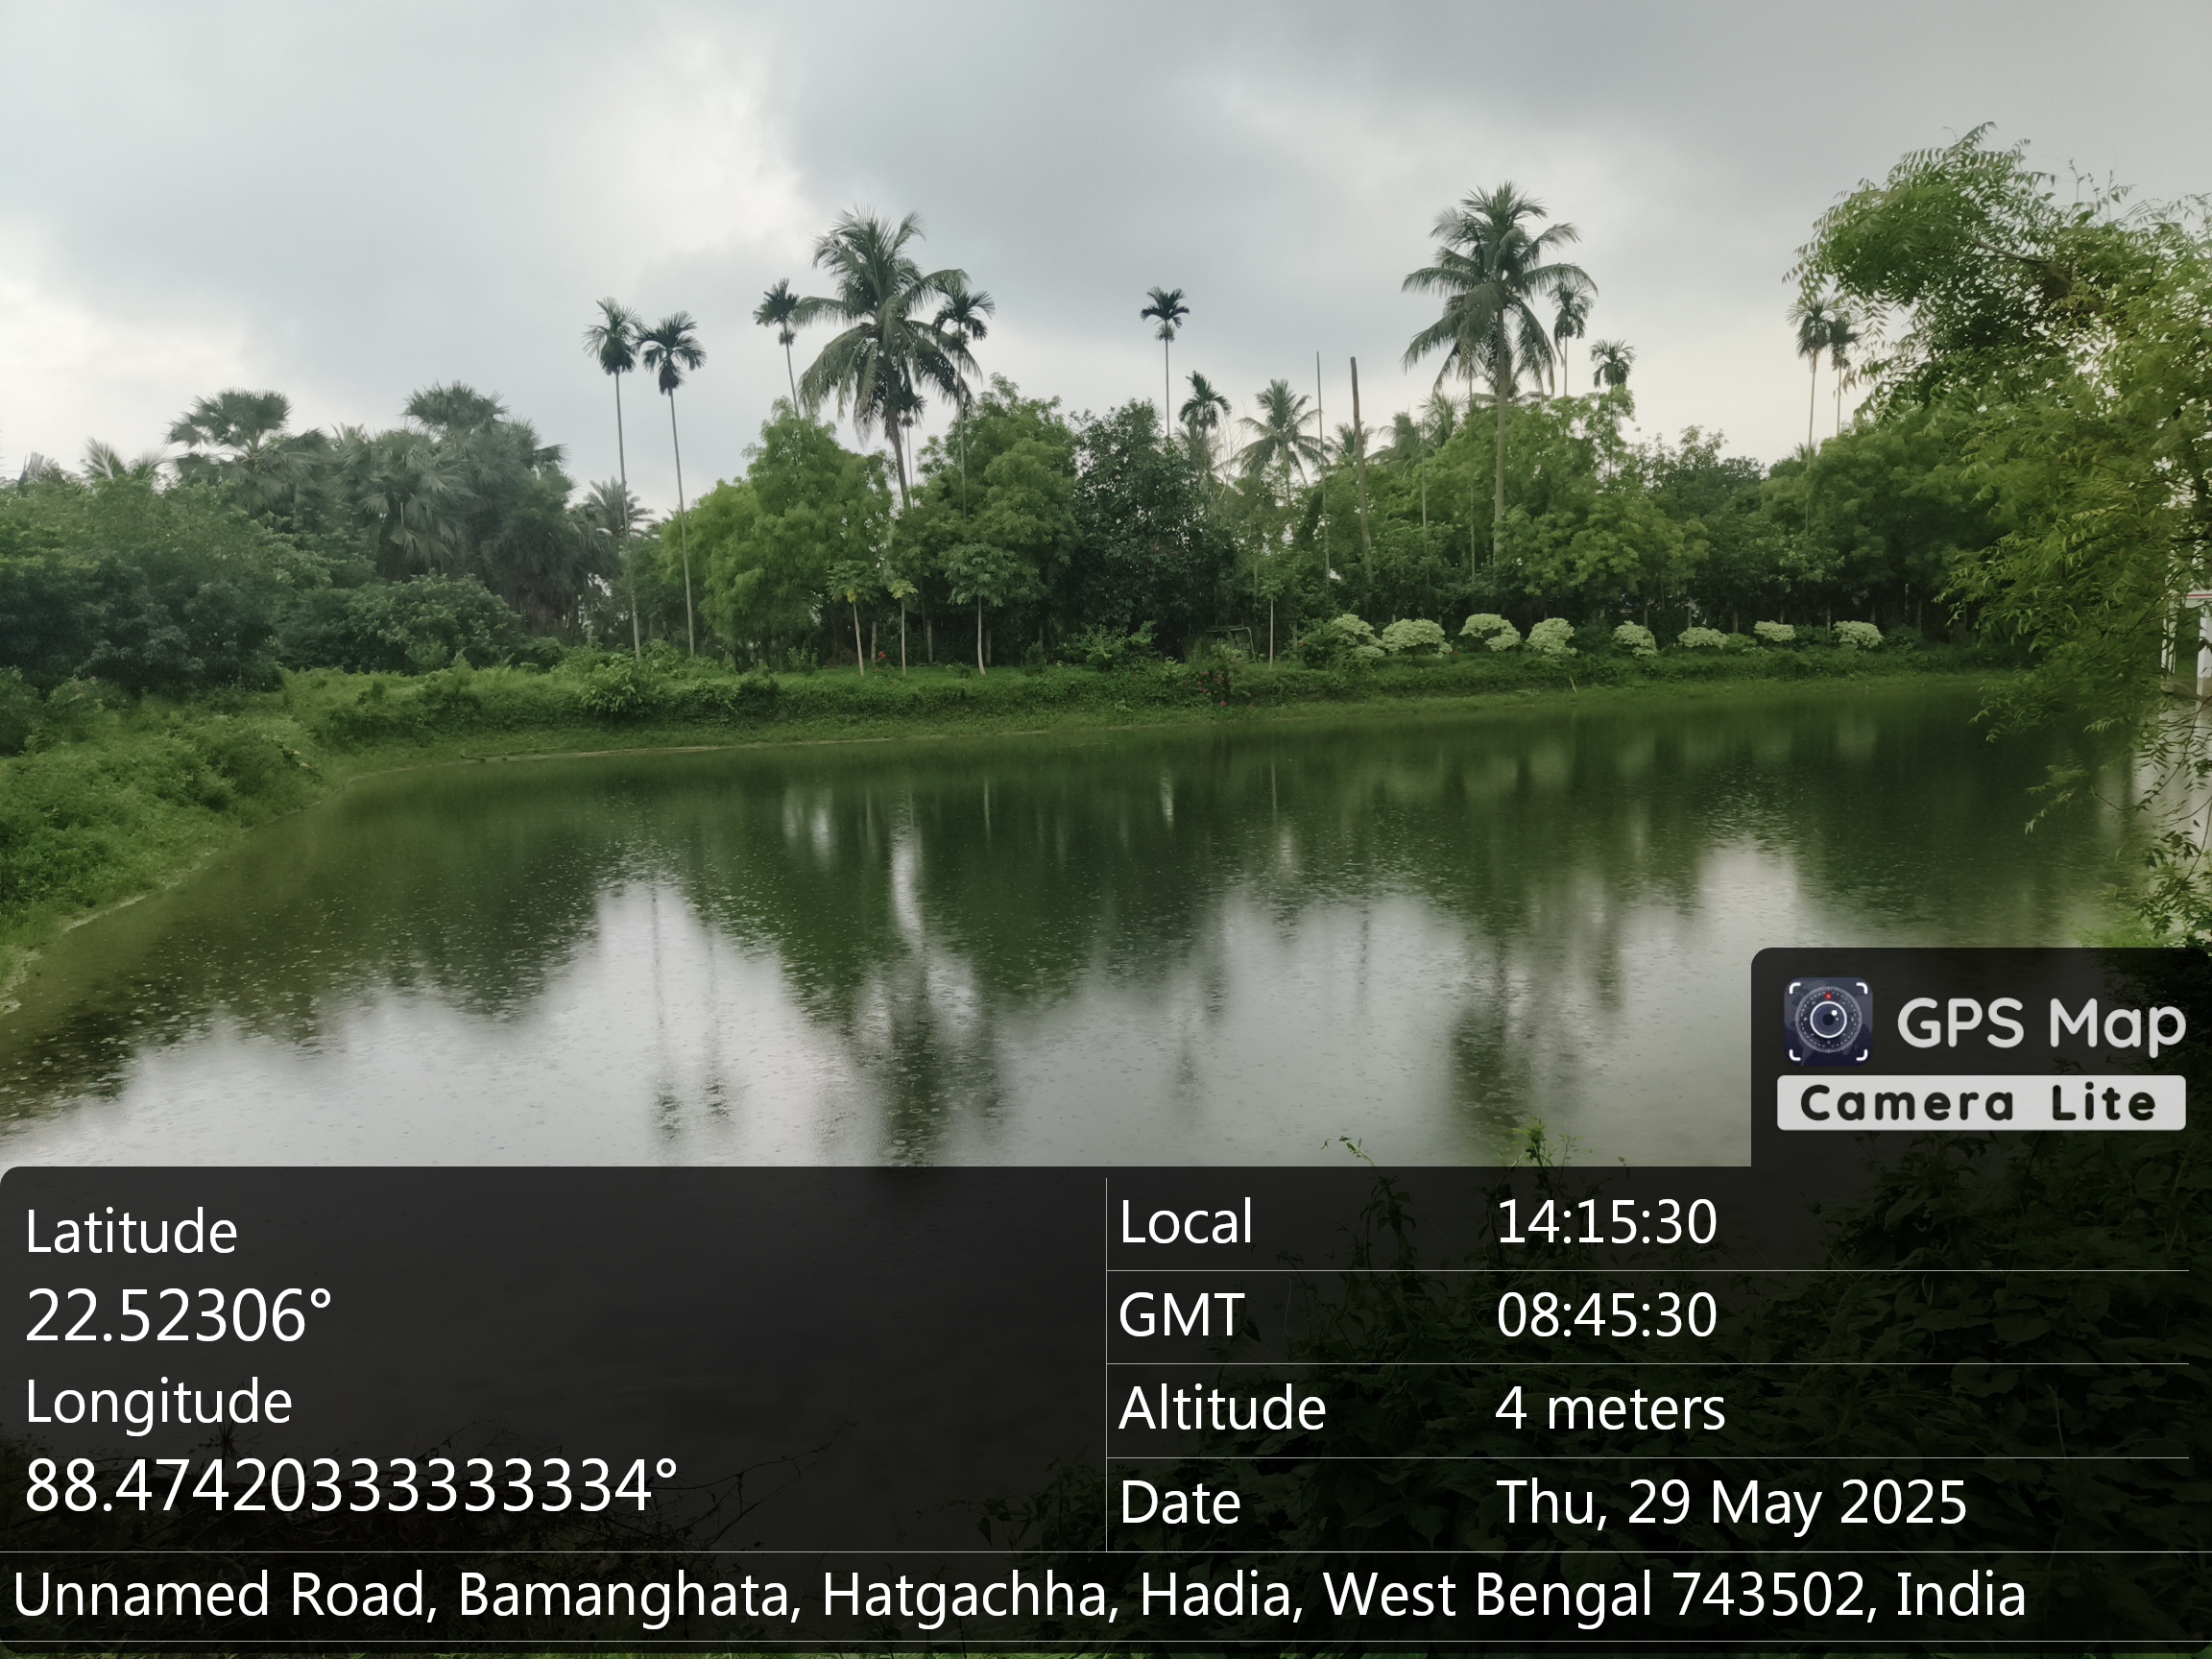 GPS Map
Camera Lite
Latitude
22.52306°
Longitude
88.47420333333334°
Local 14:15:30
GMT 08:45:30
Altitude 4 meters
Date Thu, 29 May 2025
Unnamed Road, Bamanghata, Hatgachha, Hadia, West Bengal 743502, India